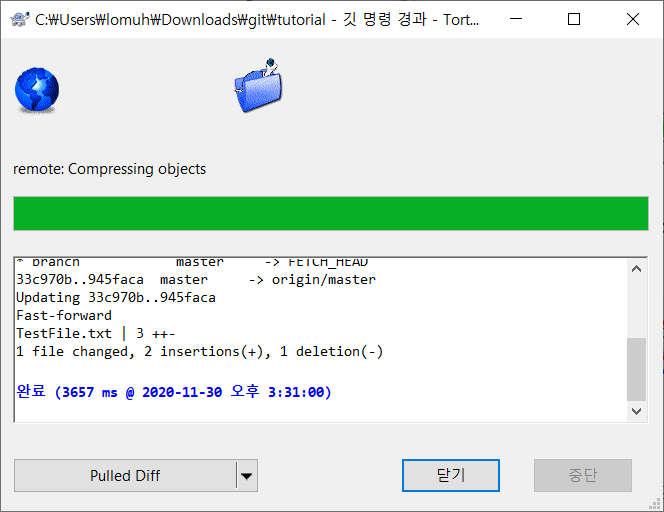 C:₩Users₩lomuh₩Downloads₩git₩tutorial - 깃 명령 경과 - Tort...
remote: Compressing objects
* branch            master     -> FETCH_HEAD
33c970b..945faca  master     -> origin/master
Updating 33c970b..945faca
Fast-forward
TestFile.txt | 3 ++-
1 file changed, 2 insertions(+), 1 deletion(-)
완료 (3657 ms @ 2020-11-30 오후 3:31:00)
Pulled Diff 닫기 중단